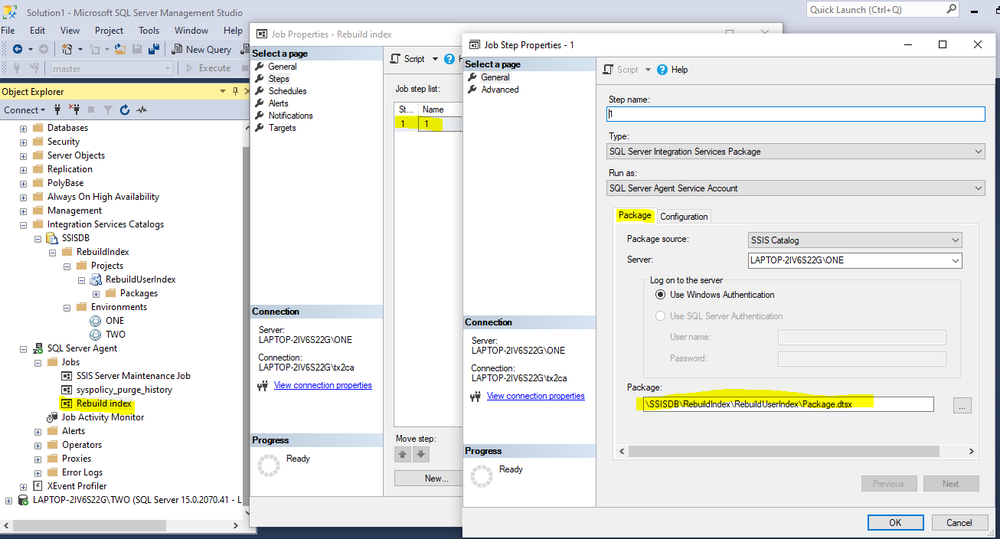 Solution1 - Microsoft SQL Server Management Studio
Quick Launch (Ctrl+Q)
File Edit View Project Tools Window Help
New Query
master
Execute
Object Explorer
Connect
Databases
Security
Server Objects
Replication
PolyBase
Always On High Availability
Management
Integration Services Catalogs
SSISDB
RebuildIndex
Projects
RebuildUserIndex
Packages
Environments
ONE
TWO
SQL Server Agent
Jobs
SSIS Server Maintenance Job
syspolicy_purge_history
Rebuild index
Job Activity Monitor
Alerts
Operators
Proxies
Error Logs
XEvent Profiler
LAPTOP-2IV6S22G\TWO (SQL Server 15.0.2070.41 - L
Job Properties - Rebuild index
Select a page
General
Steps
Schedules
Alerts
Notifications
Targets
Connection
Server:
LAPTOP-2IV6S22G\ONE
Connection:
LAPTOP-2IV6S22G\tx2ca
View connection properties
Progress
Ready
Script
Job step list:
St... Name
1 1
Move step:
New...
Job Step Properties - 1
Select a page
General
Advanced
Connection
Server:
LAPTOP-2IV6S22G\ONE
Connection:
LAPTOP-2IV6S22G\tx2ca
View connection properties
Progress
Ready
Script Help
Step name:
1
Type:
SQL Server Integration Services Package
Run as:
SQL Server Agent Service Account
Package Configuration
Package source: SSIS Catalog
Server: LAPTOP-2IV6S22G\ONE
Log on to the server
Use Windows Authentication
Use SQL Server Authentication
User name:
Password:
Package:
\SSISDB\RebuildIndex\RebuildUserIndex\Package.dtsx
...
Previous Next
OK Cancel